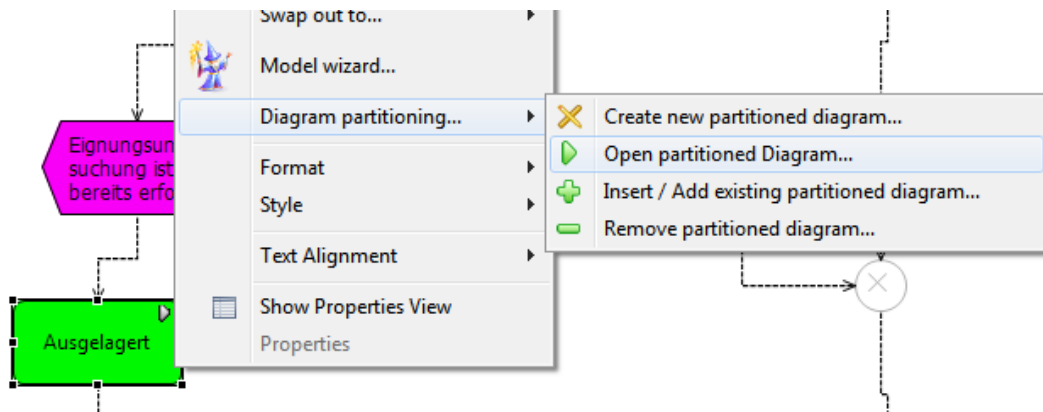 Swap out to...
Model wizard...
Diagram partitioning...
Format
Style
Text Alignment
Show Properties View
Properties
Create new partitioned diagram...
Open partitioned Diagram...
Insert / Add existing partitioned diagram...
Remove partitioned diagram...
Eignungsun
suchung ist
bereits erfo
Ausgelagert